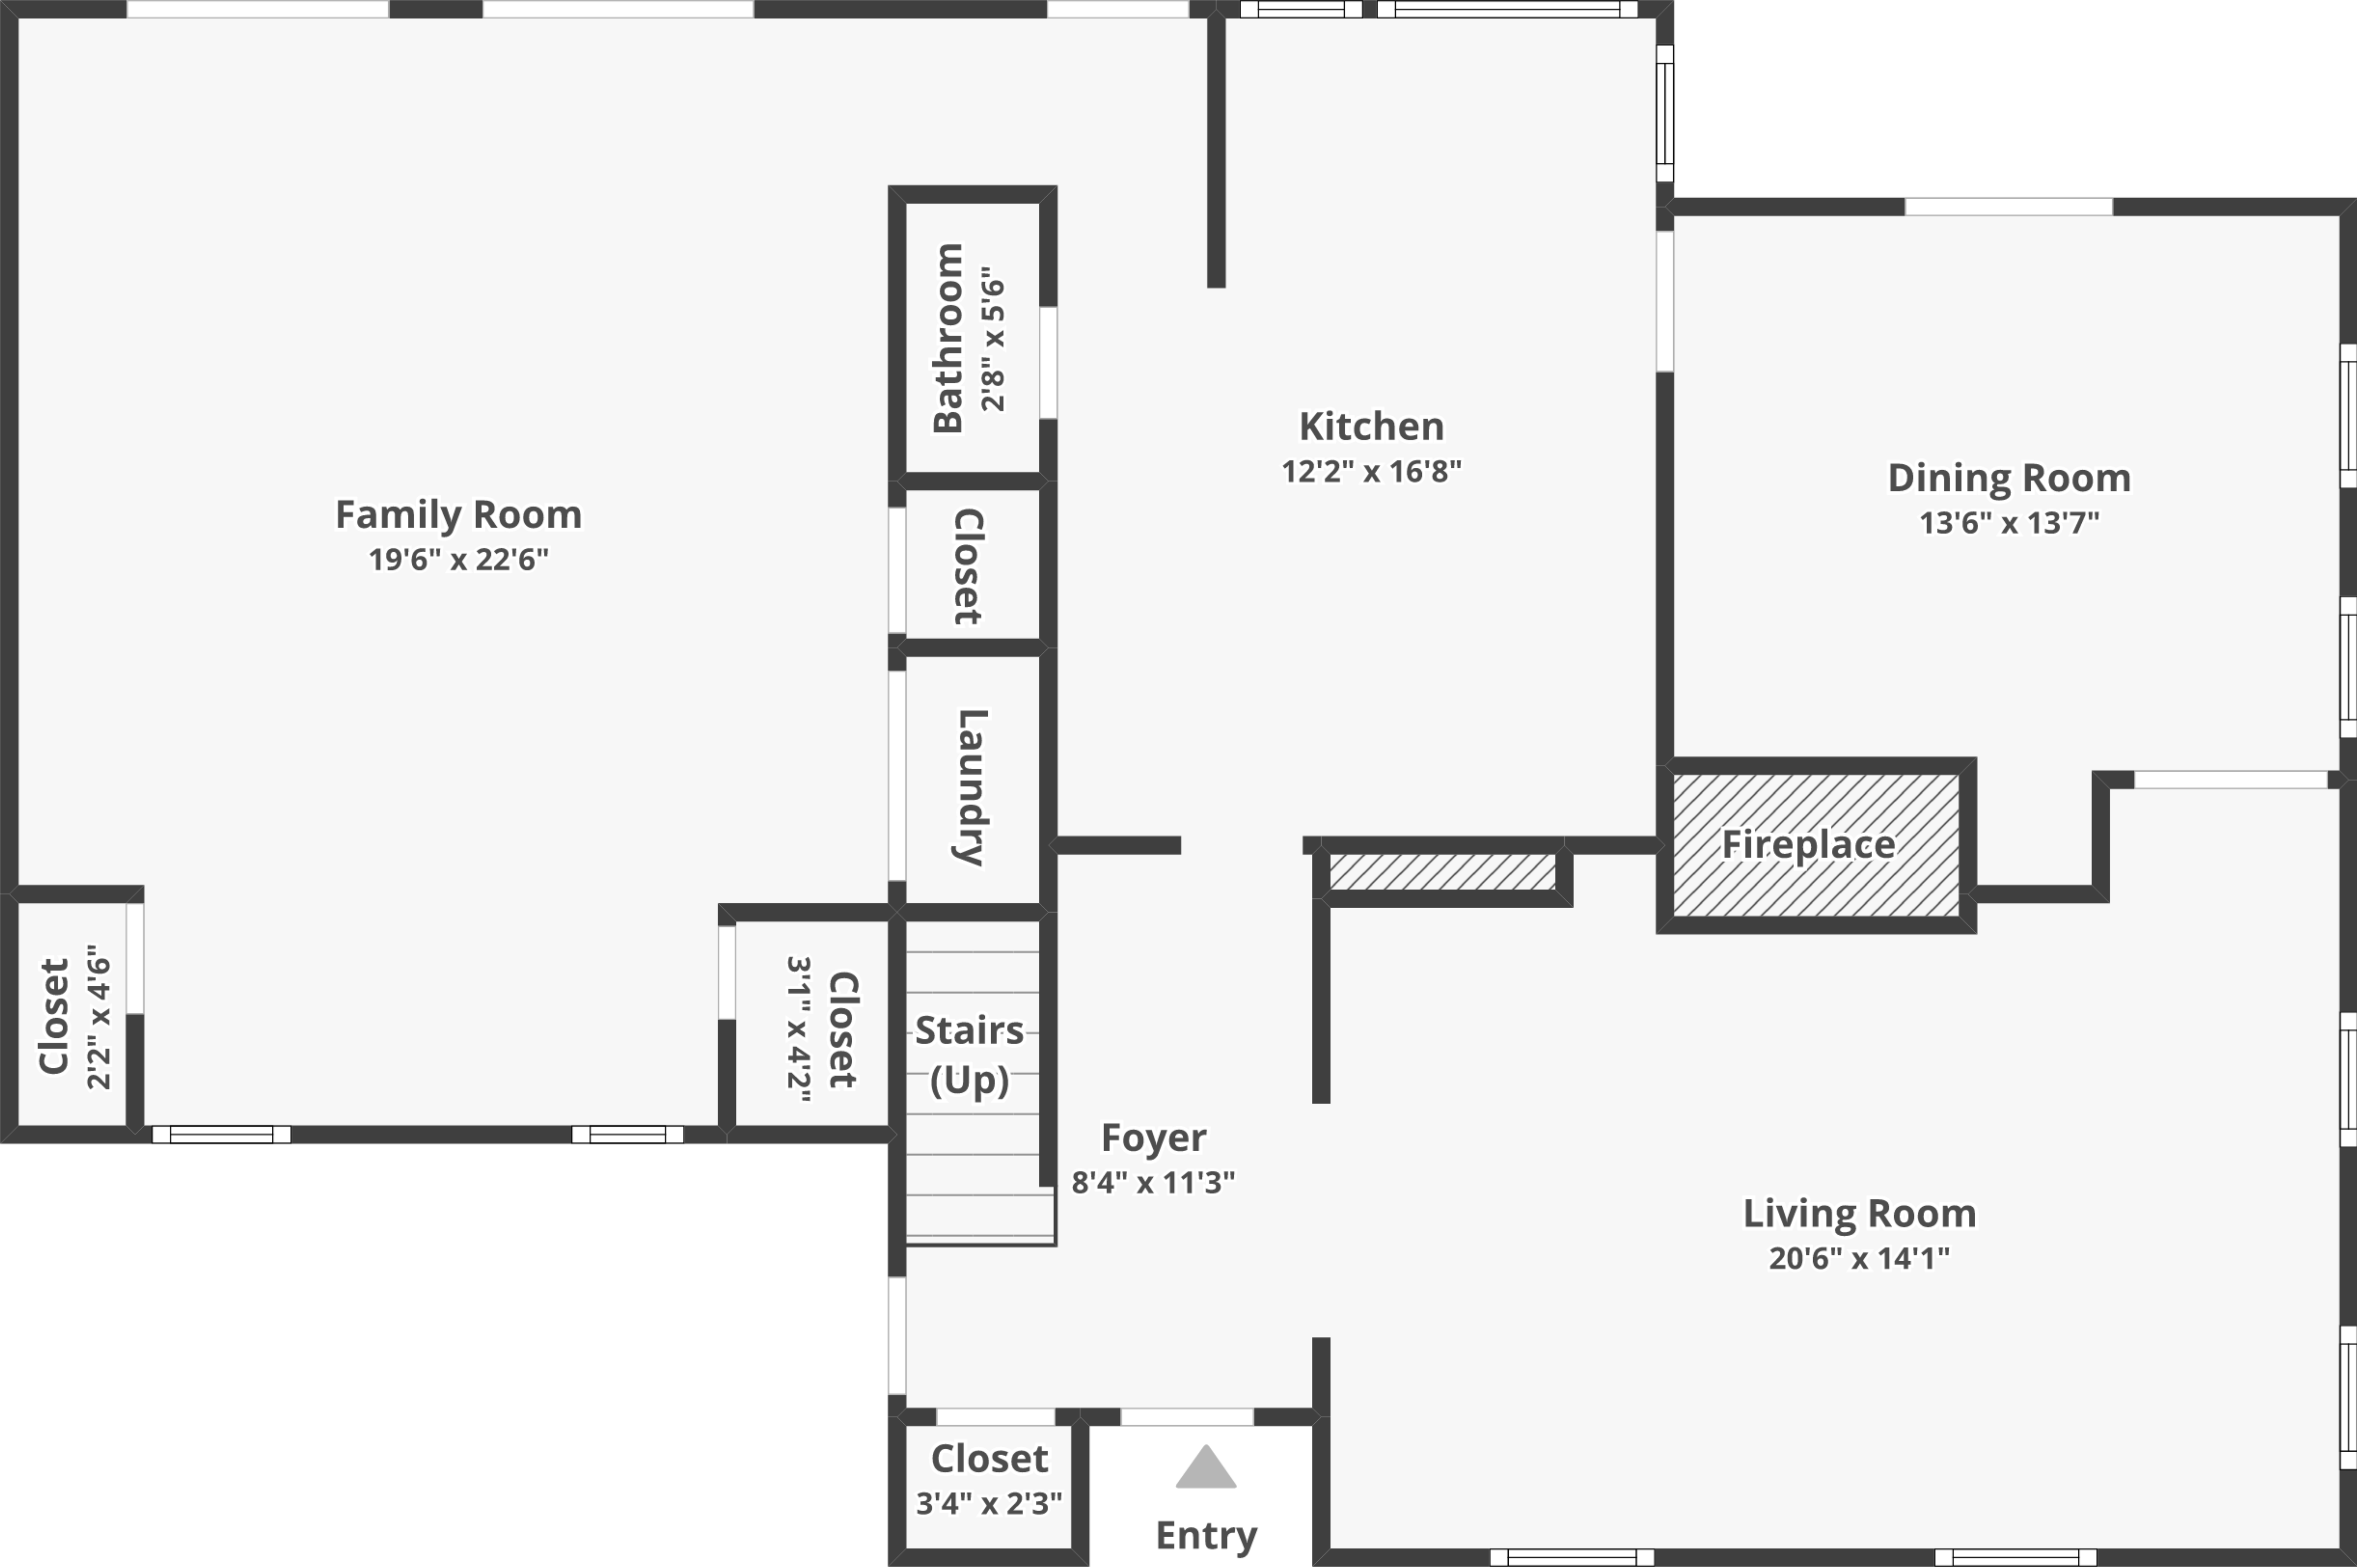 Family Room
19'6" x 22'6"
Bathroom
2'8" x 5'6"
Closet
Laundry
Kitchen
12'2" x 16'8"
Dining Room
13'6" x 13'7"
Fireplace
Closet
2'2" x 4'6"
Closet
3'1" x 4'2"
Stairs
(Up)
Foyer
8'4" x 11'3"
Living Room
20'6" x 14'1"
Closet
3'4" x 2'3"
Entry